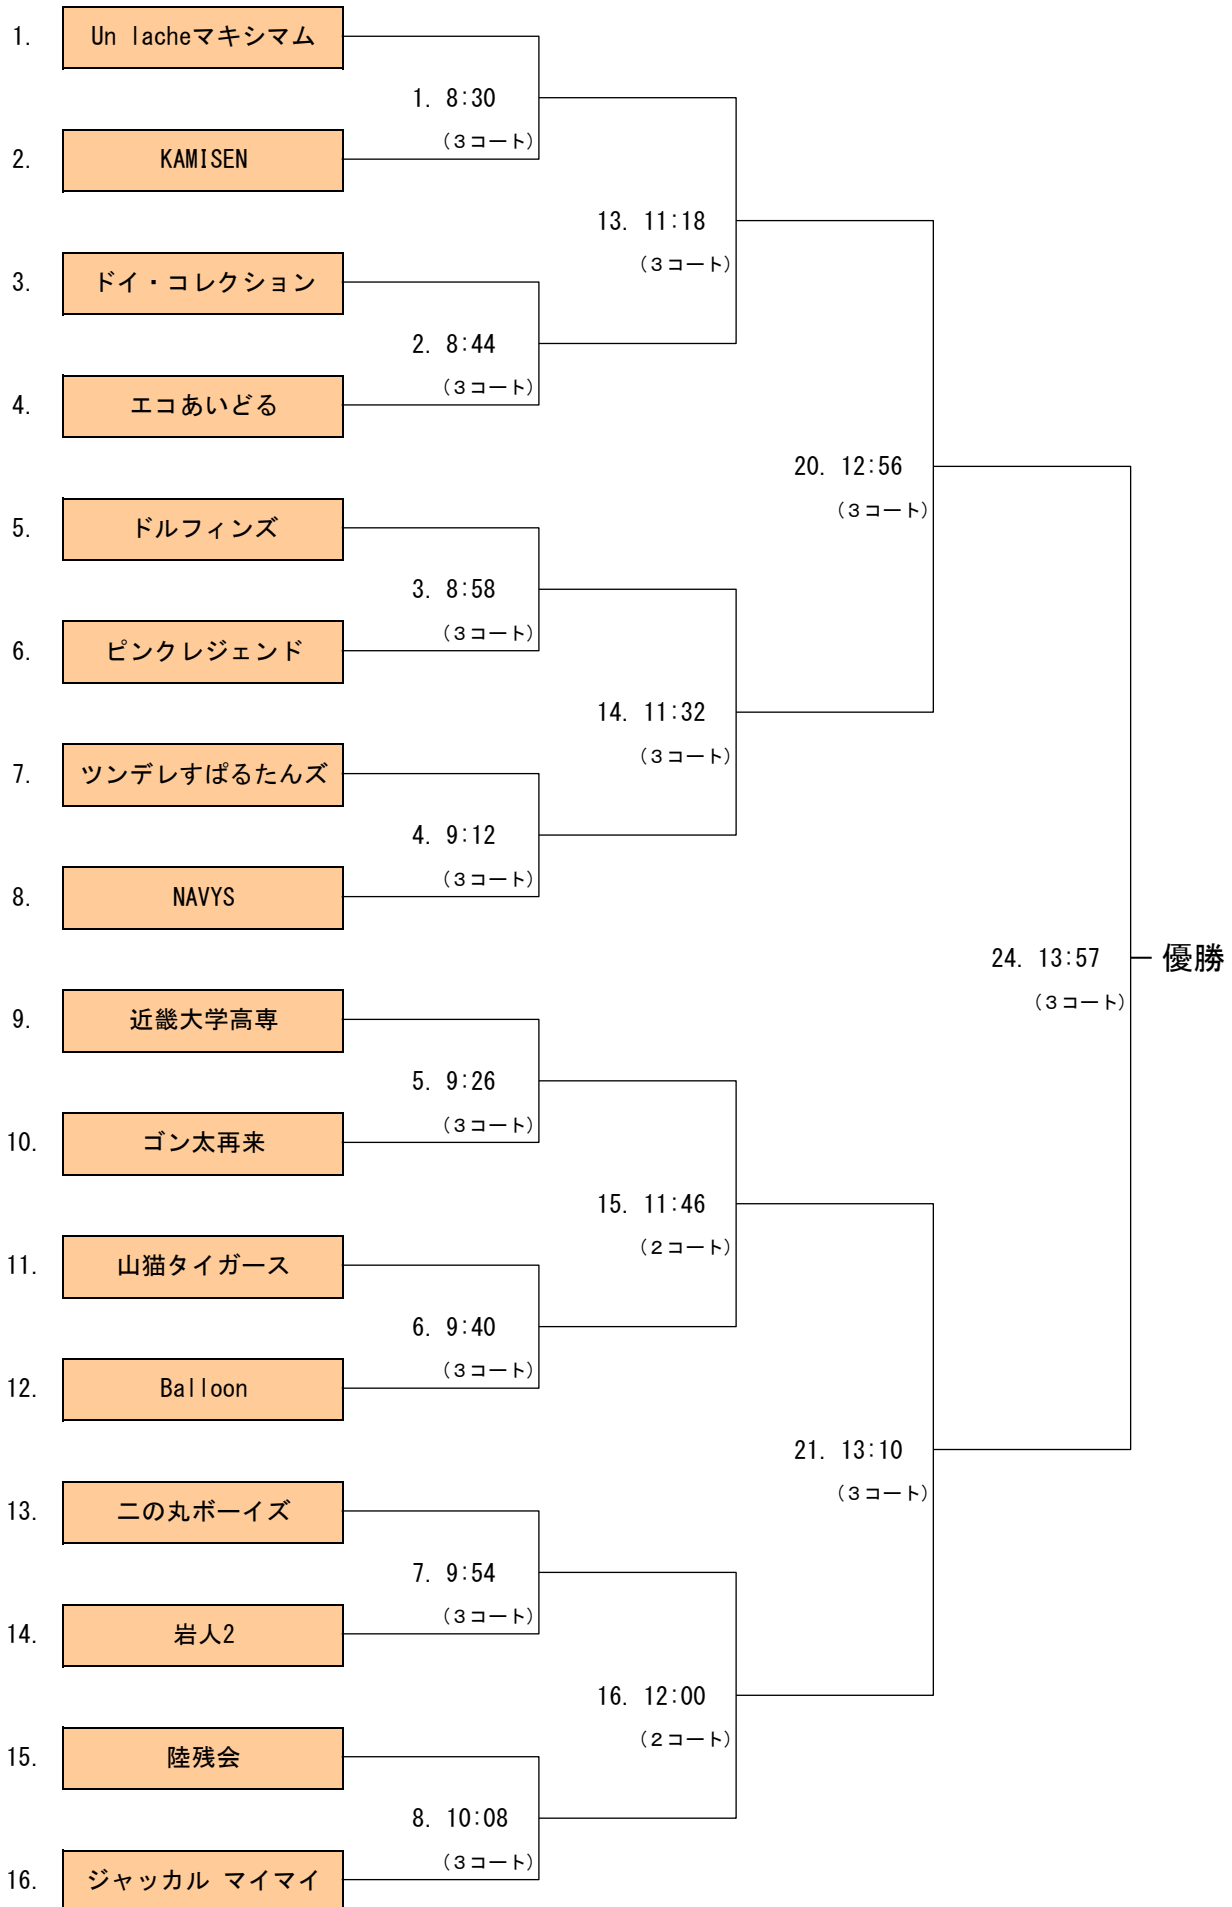 1. Un lacheマキシマム
1. 8:30
(3コート)
2. KAMISEN
13. 11:18
(3コート)
3. ドイ・コレクション
2. 8:44
(3コート)
4. エコあいどる
20. 12:56
(3コート)
5. ドルフィンズ
3. 8:58
(3コート)
6. ピンクレジェンド
14. 11:32
(3コート)
7. ツンデレすぱるたんズ
4. 9:12
(3コート)
8. NAVYS
24. 13:57
(3コート)
優勝
9. 近畿大学高専
5. 9:26
(3コート)
10. ゴン太再来
15. 11:46
(2コート)
11. 山猫タイガース
6. 9:40
(3コート)
12. Balloon
21. 13:10
(3コート)
13. 二の丸ボーイズ
7. 9:54
(3コート)
14. 岩人2
16. 12:00
(2コート)
15. 陸残会
8. 10:08
(3コート)
16. ジャッカル マイマイ